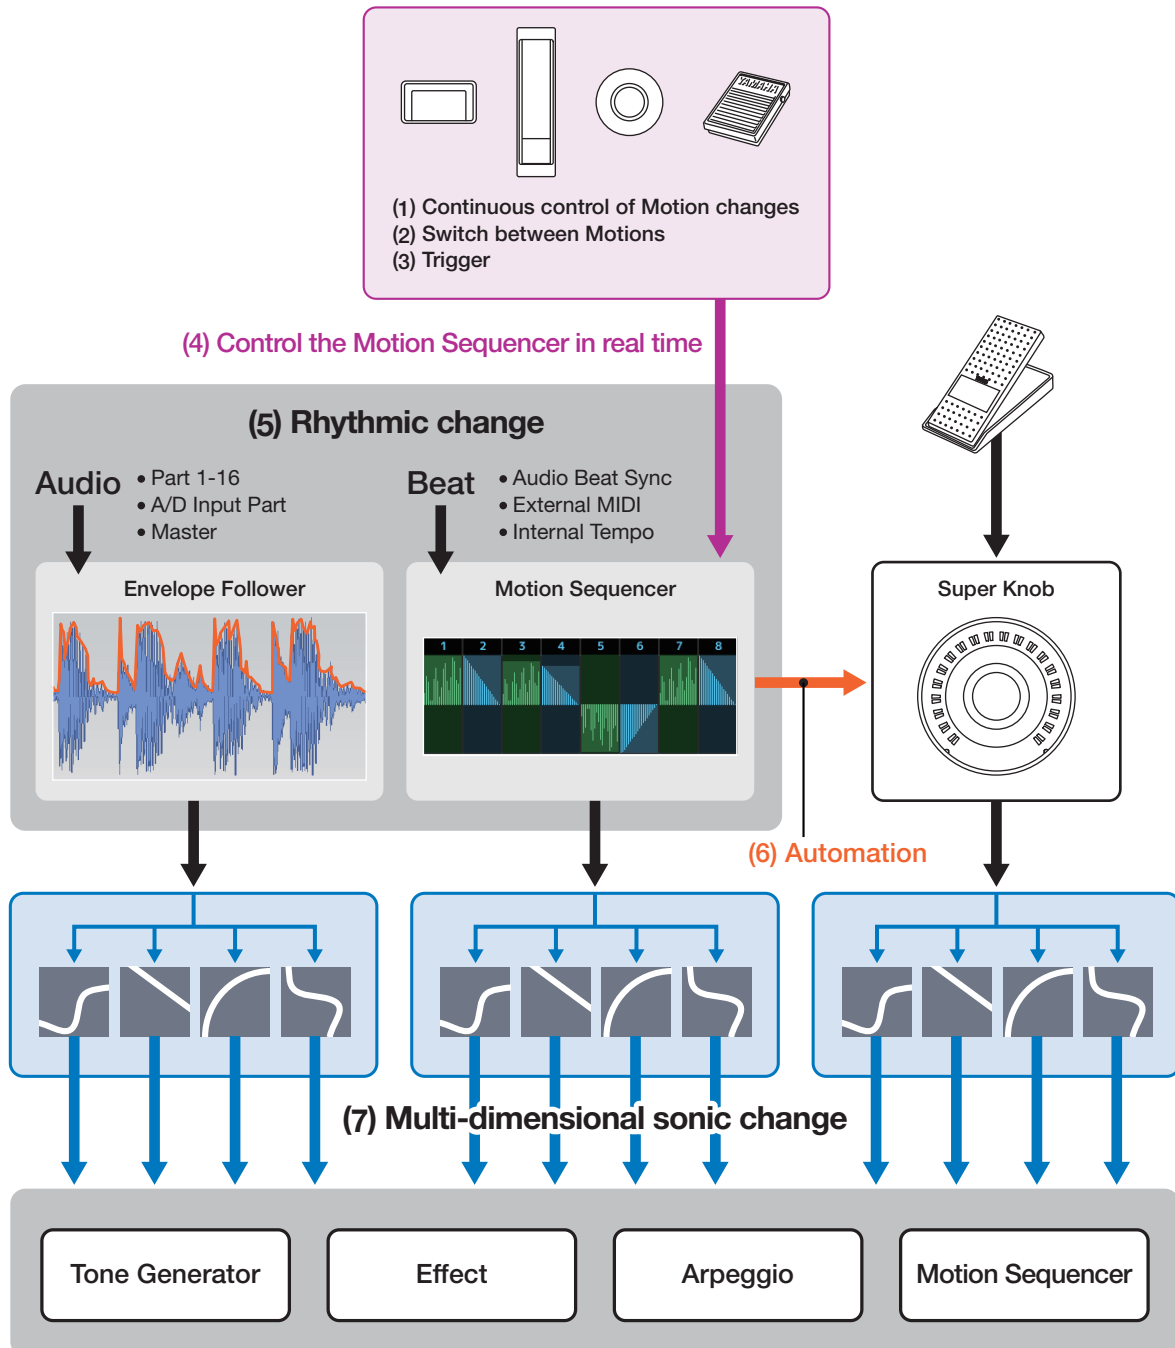 YAMAHA
(1) Continuous control of Motion changes
(2) Switch between Motions
(3) Trigger
(4) Control the Motion Sequencer in real time
(5) Rhythmic change
Audio
• Part 1-16
• A/D Input Part
• Master
Beat
• Audio Beat Sync
• External MIDI
• Internal Tempo
Envelope Follower
Motion Sequencer
1 2 3 4 5 6 7 8
Super Knob
(6) Automation
(7) Multi-dimensional sonic change
Tone Generator
Effect
Arpeggio
Motion Sequencer